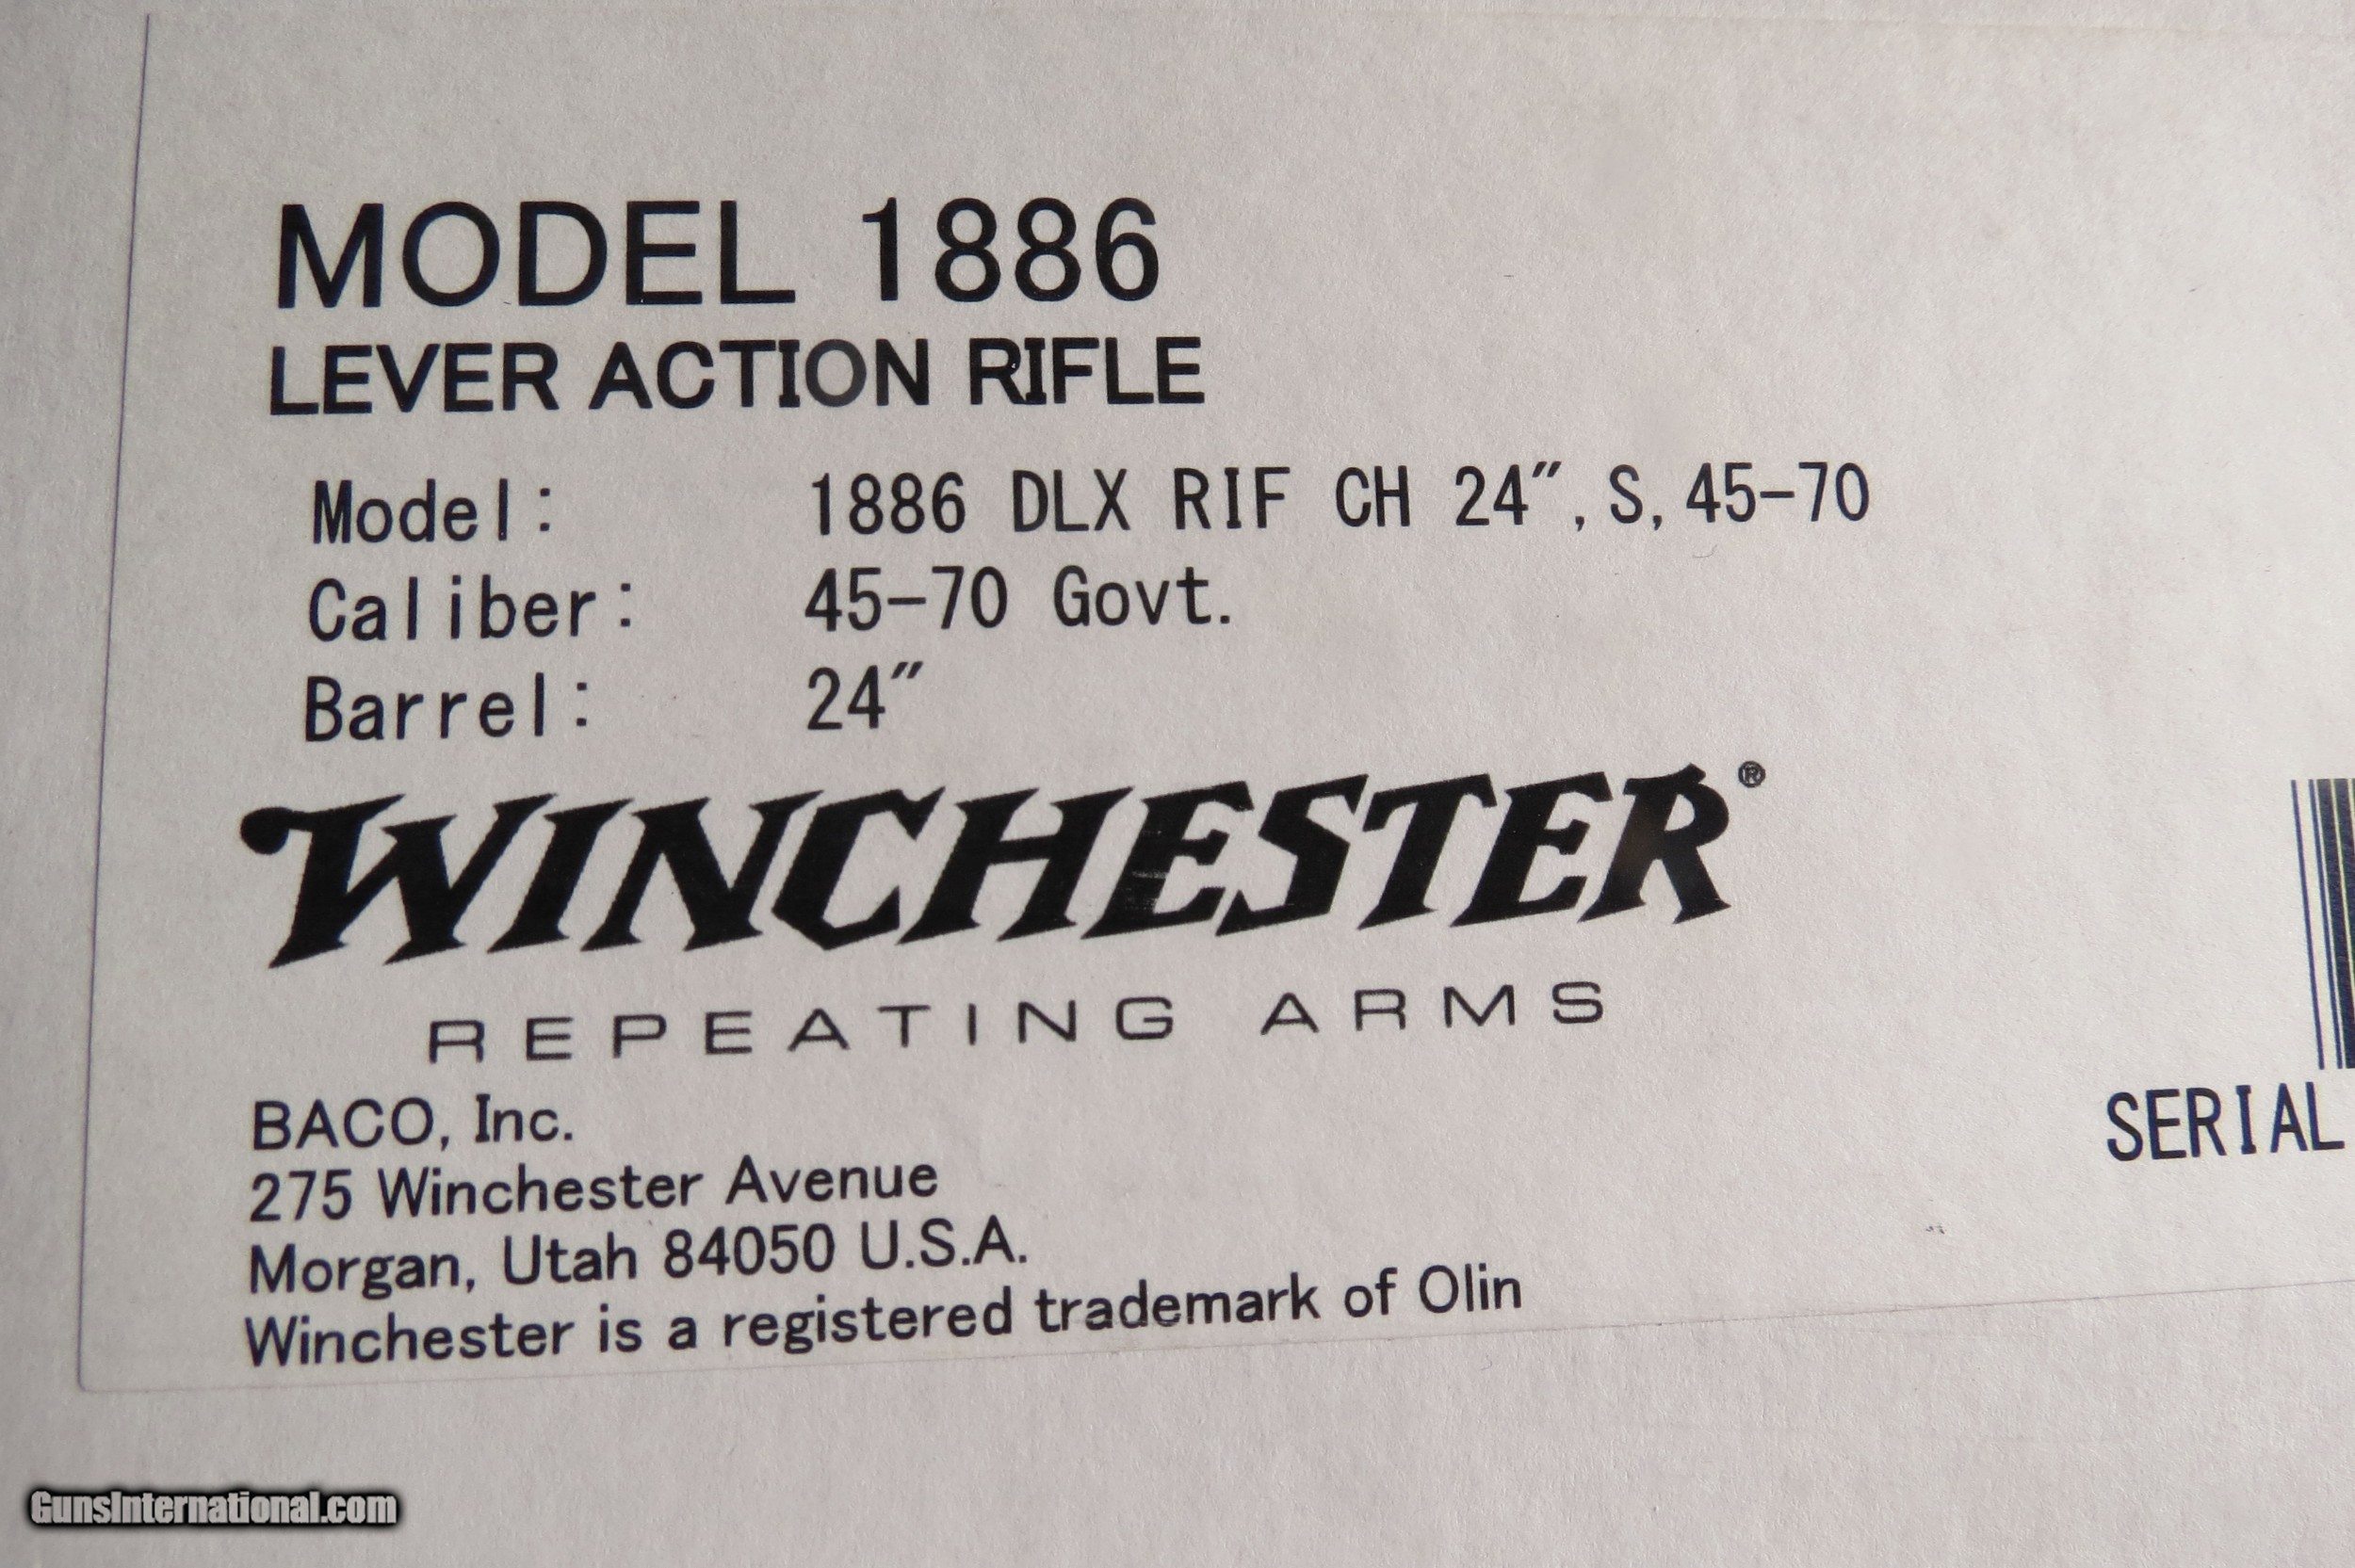 MODEL 1886
LEVER ACTION RIFLE
Model: 1886 DLX RIF CH 24", S, 45-70
Caliber: 45-70 Govt.
Barrel: 24"
WINCHESTER®
REPEATING ARMS
BACO, Inc.
275 Winchester Avenue
Morgan, Utah 84050 U.S.A.
Winchester is a registered trademark of Olin
SERIAL
GunsInternational.com